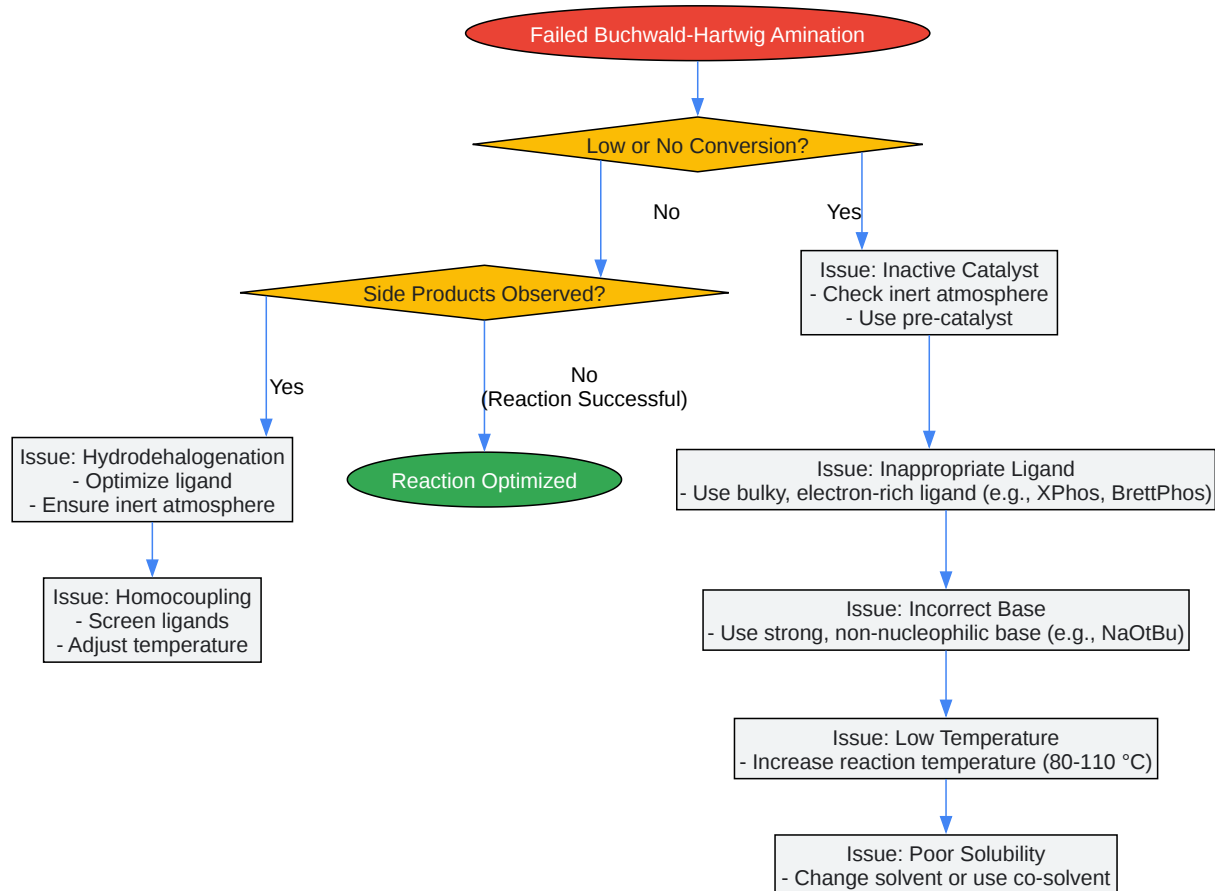 Failed Buchwald-Hartwig Amination
Low or No Conversion?
No
Yes
Issue: Inactive Catalyst
- Check inert atmosphere
- Use pre-catalyst
Side Products Observed?
Yes
No
(Reaction Successful)
Issue: Hydrodehalogenation
- Optimize ligand
- Ensure inert atmosphere
Reaction Optimized
Issue: Inappropriate Ligand
- Use bulky, electron-rich ligand (e.g., XPhos, BrettPhos)
Issue: Homocoupling
- Screen ligands
- Adjust temperature
Issue: Incorrect Base
- Use strong, non-nucleophilic base (e.g., NaOtBu)
Issue: Low Temperature
- Increase reaction temperature (80-110 °C)
Issue: Poor Solubility
- Change solvent or use co-solvent